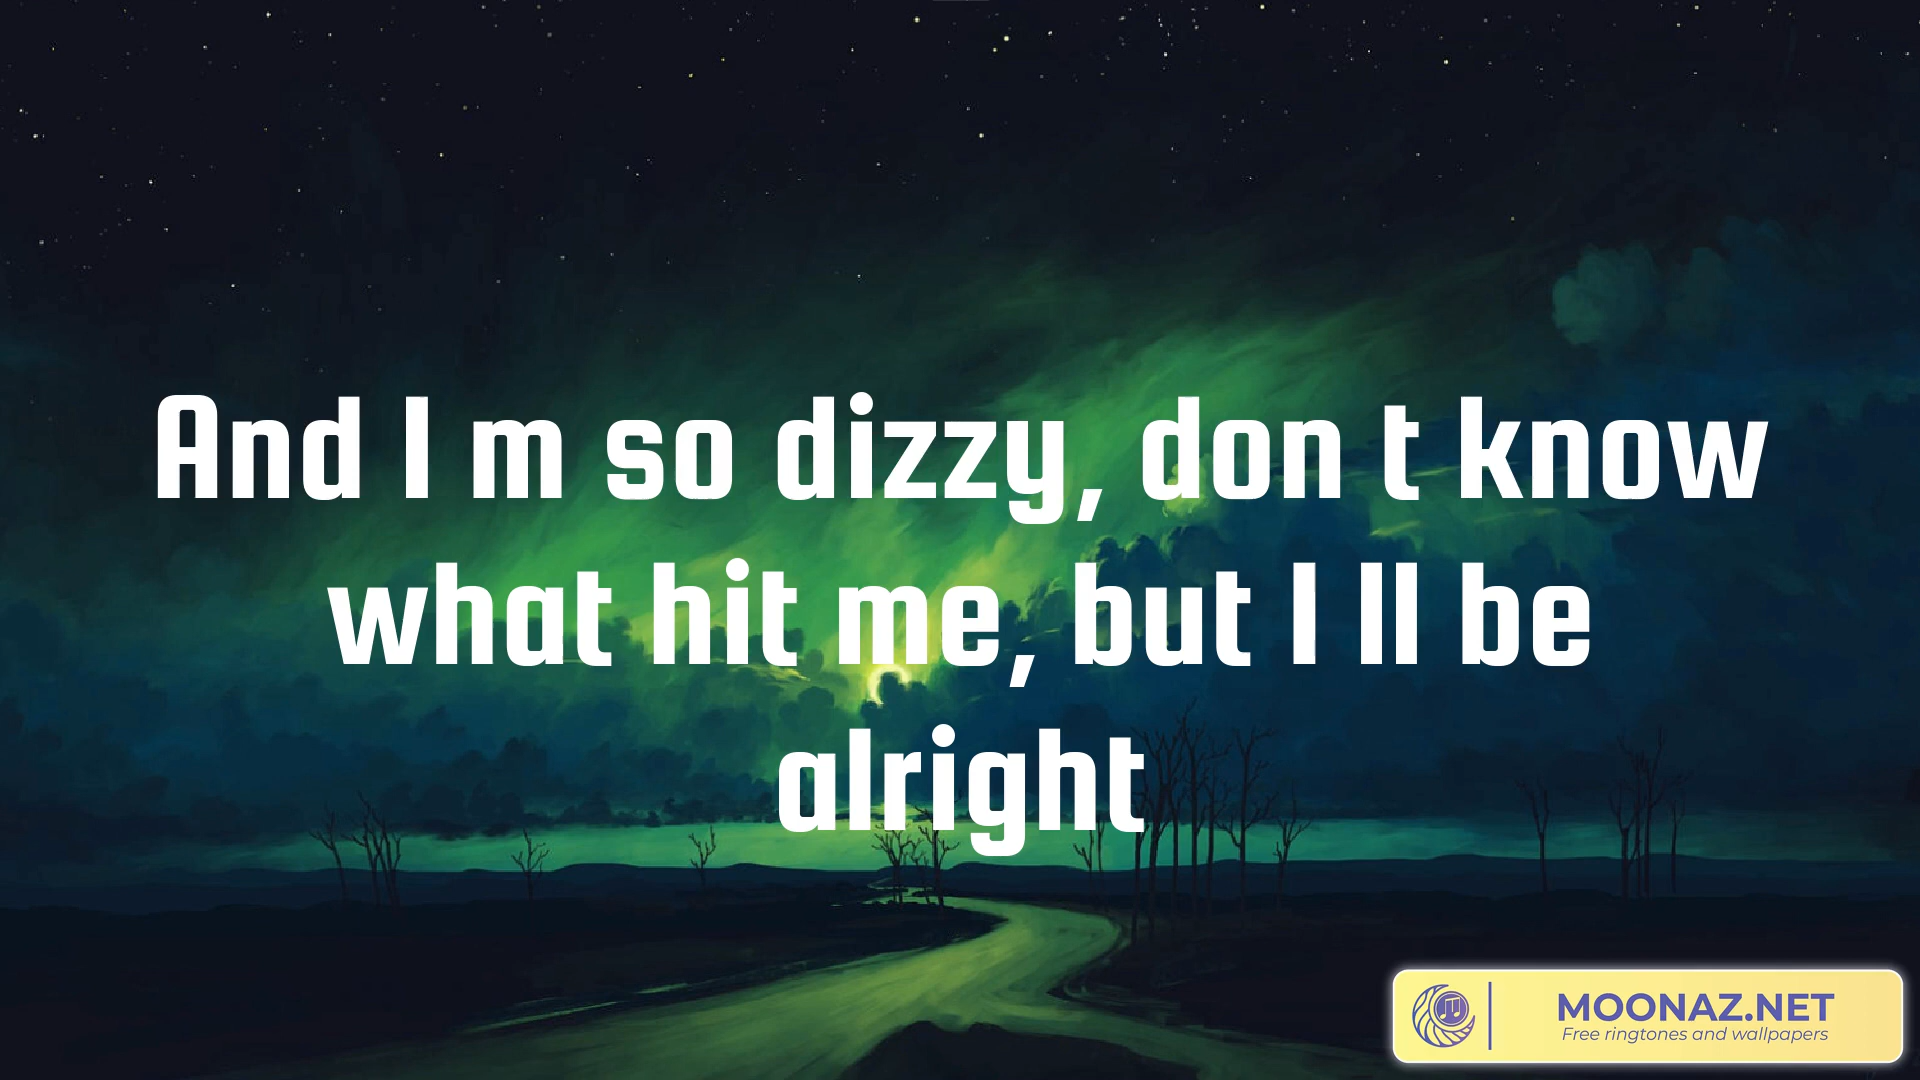 And I m so dizzy, don t know
what hit me, but I ll be
alright
MOONAZ.NET
Free ringtones and wallpapers